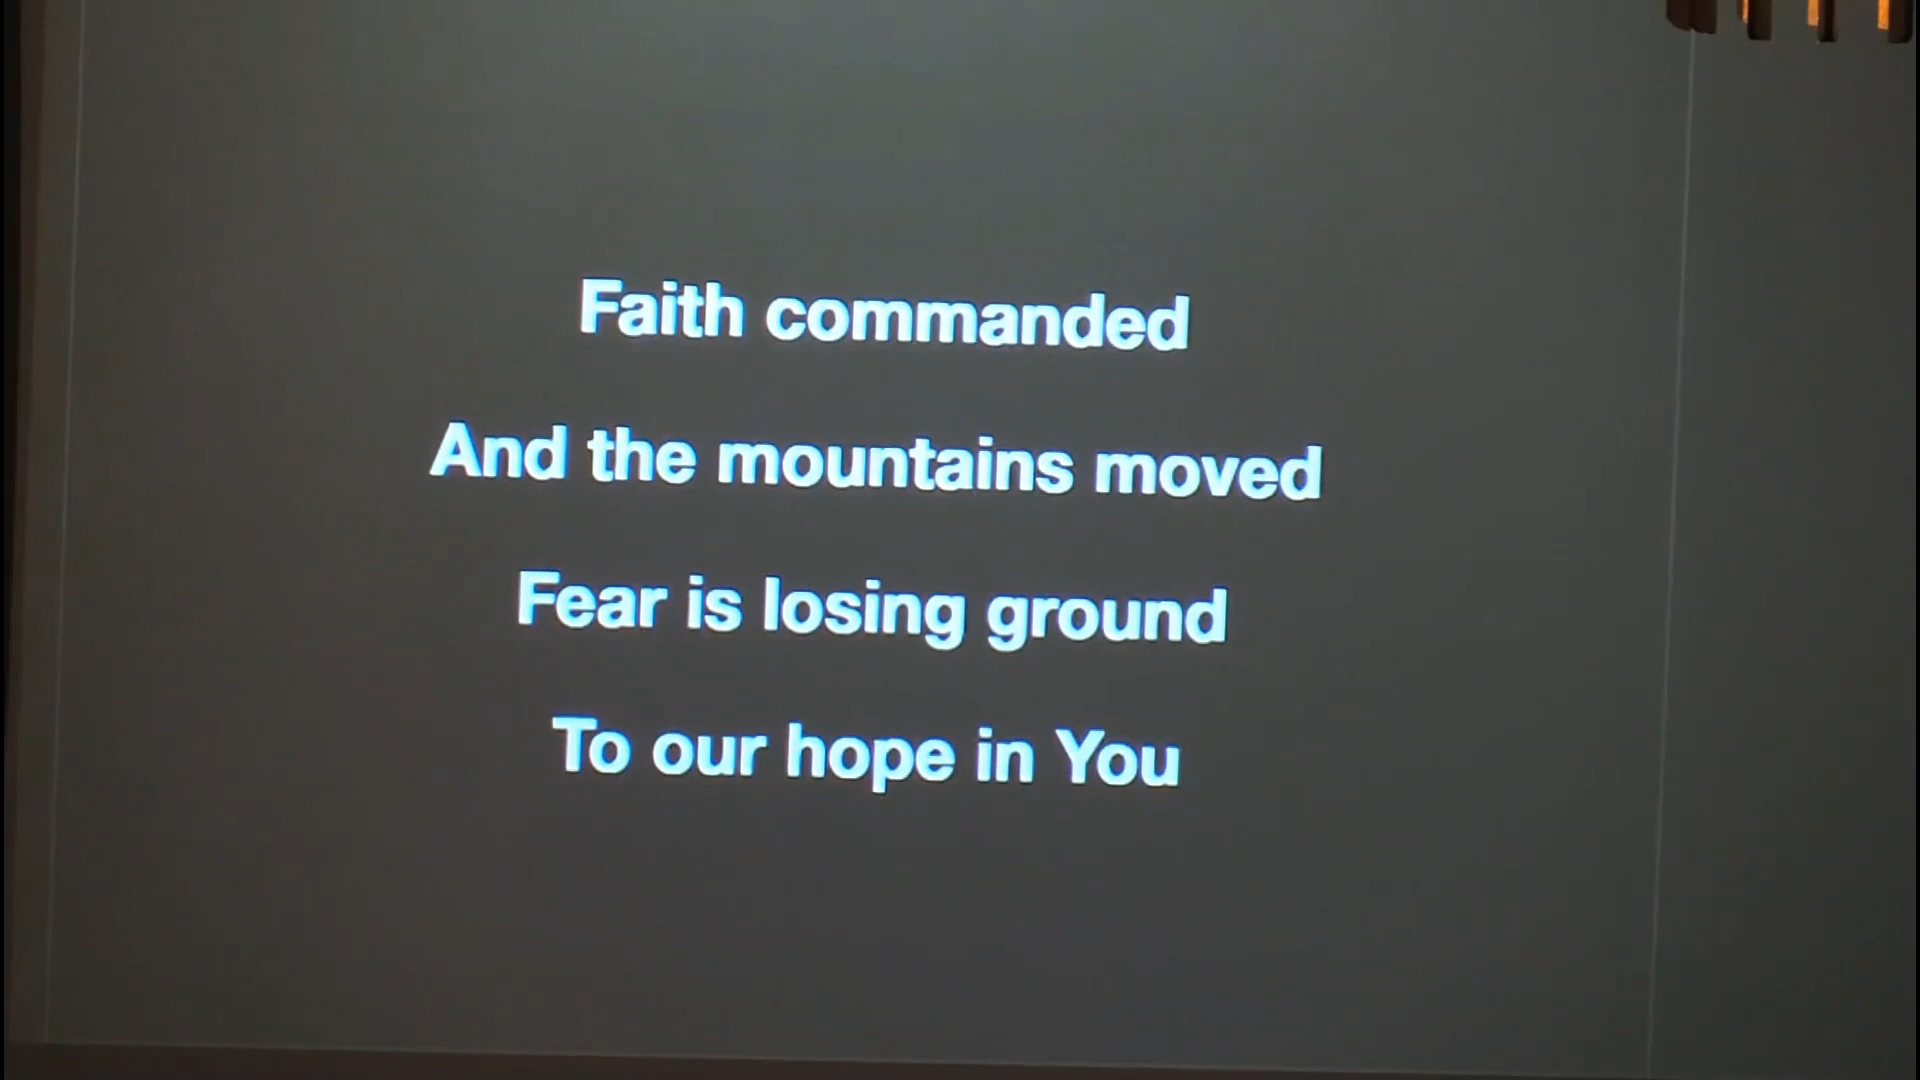 Faith commanded
And the mountains moved
Fear is losing ground
To our hope in You